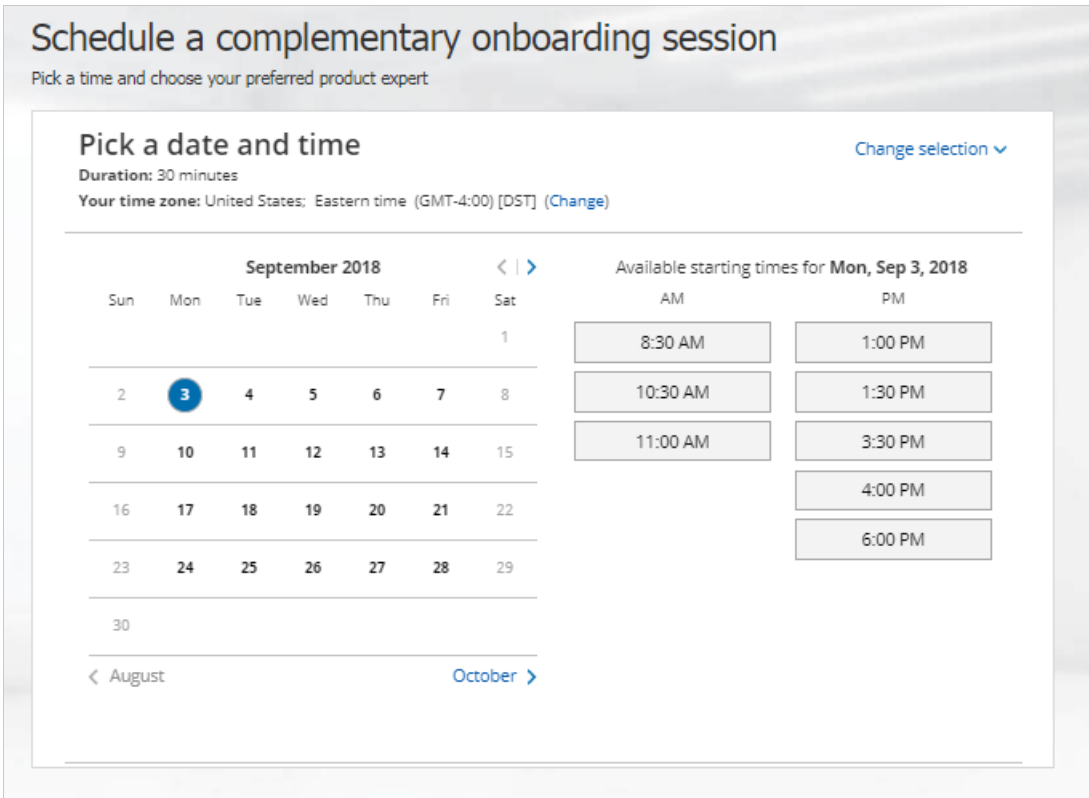 Schedule a complementary onboarding session
Pick a time and choose your preferred product expert
Pick a date and time
Change selection
Duration: 30 minutes
Your time zone: United States; Eastern time (GMT-4:00) [DST] (Change)
September 2018
Sun Mon Tue Wed Thu Fri Sat
1
2 3 4 5 6 7 8
9 10 11 12 13 14 15
16 17 18 19 20 21 22
23 24 25 26 27 28 29
30
August October
Available starting times for Mon, Sep 3, 2018
AM PM
8:30 AM 1:00 PM
10:30 AM 1:30 PM
11:00 AM 3:30 PM
4:00 PM
6:00 PM